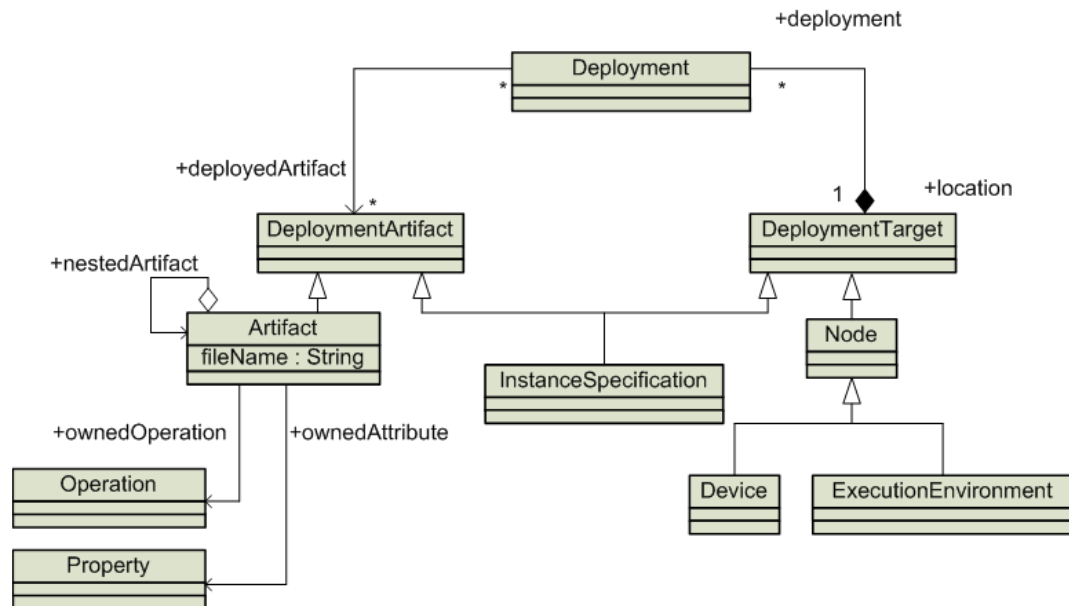 +deployment
Deployment
*
*
+deployedArtifact
*
1
+location
DeploymentArtifact
DeploymentTarget
+nestedArtifact
Artifact
fileName : String
Node
InstanceSpecification
+ownedOperation
+ownedAttribute
Operation
Device
ExecutionEnvironment
Property